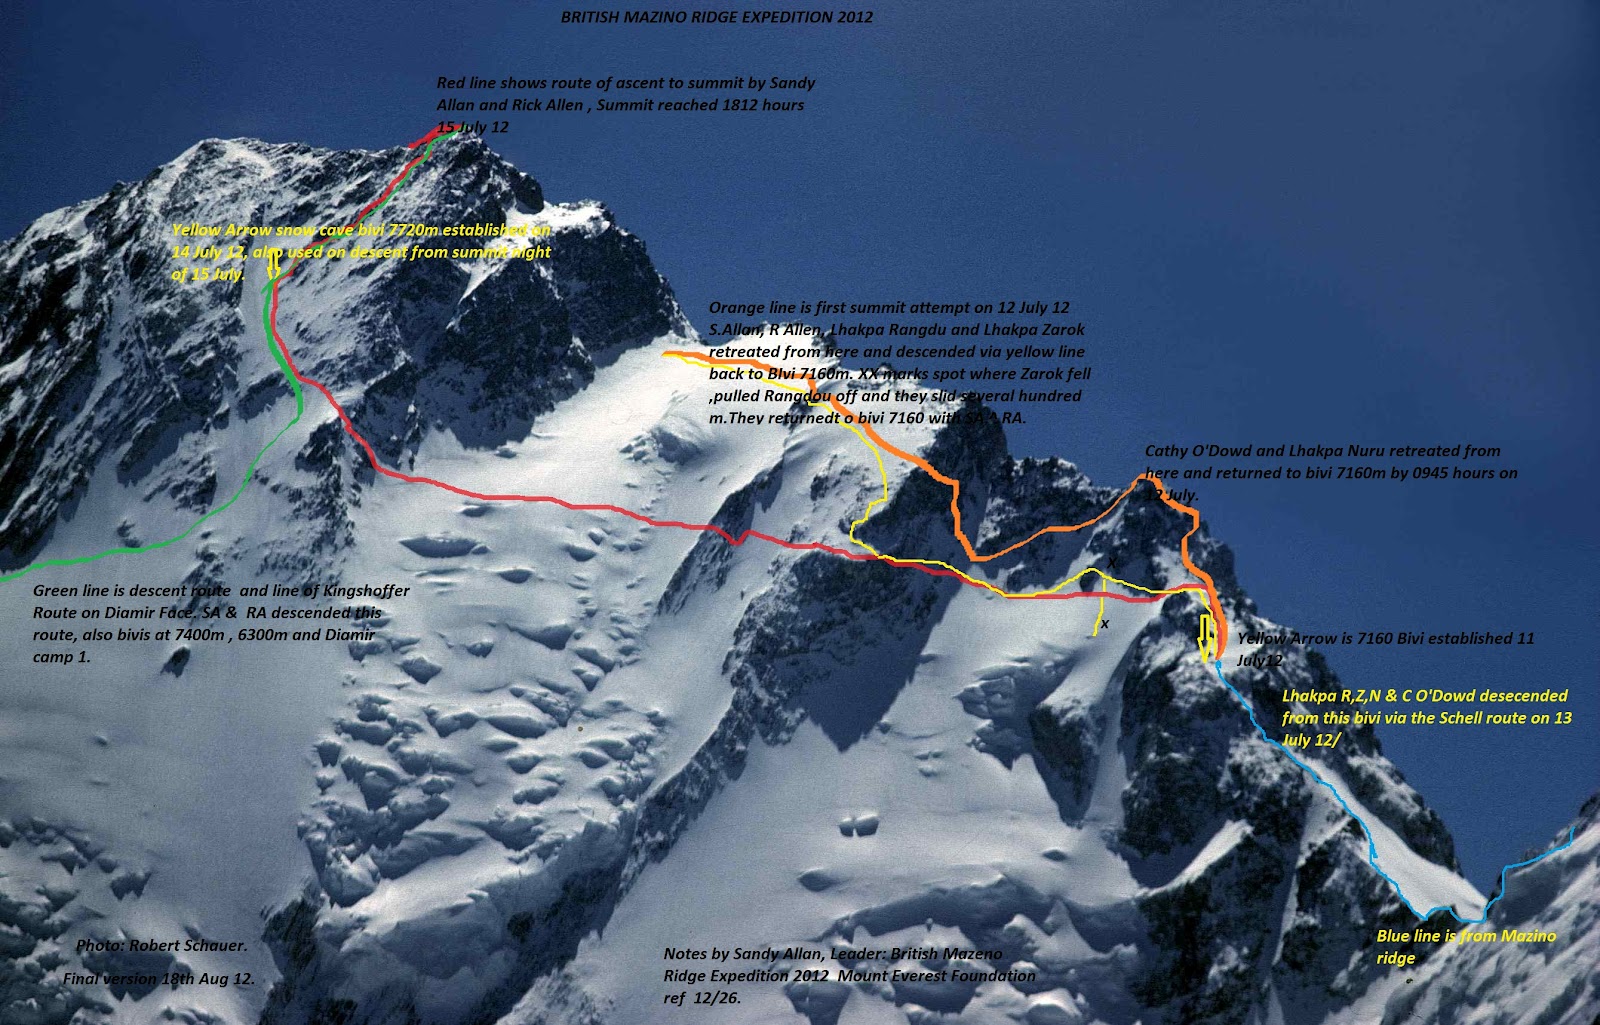 BRITISH MAZINO RIDGE EXPEDITION 2012
Red line shows route of ascent to summit by Sandy
Allan and Rick Allen , Summit reached 1812 hours
15 July 12
Yellow Arrow snow cave bivi 7720m.established on
14 July 12, also used on descent from summit night
of 15 July.
Orange line is first summit attempt on 12 July 12
S.Allan, R Allen, Lhakpa Rangdu and Lhakpa Zarok
retreated from here and descended via yellow line
back to BIvi 7160m. XX marks spot where Zarok fell
,pulled Rangdou off and they slid several hundred
m.They returnedt o bivi 7160 with SA RA.
Cathy O'Dowd and Lhakpa Nuru retreated from
here and returned to bivi 7160m by 0945 hours on
12 July.
X
x
Green line is descent route and line of Kingshoffer
Route on Diamir Face. SA & RA descended this
route, also bivis at 7400m , 6300m and Diamir
camp 1.
Yellow Arrow is 7160 Bivi established 11
July12
Lhakpa R,Z,N & C O'Dowd desecended
from this bivi via the Schell route on 13
July 12/
Blue line is from Mazino
ridge
Photo: Robert Schauer.
Final version 18th Aug 12.
Notes by Sandy Allan, Leader: British Mazeno
Ridge Expedition 2012 Mount Everest Foundation
ref 12/26.